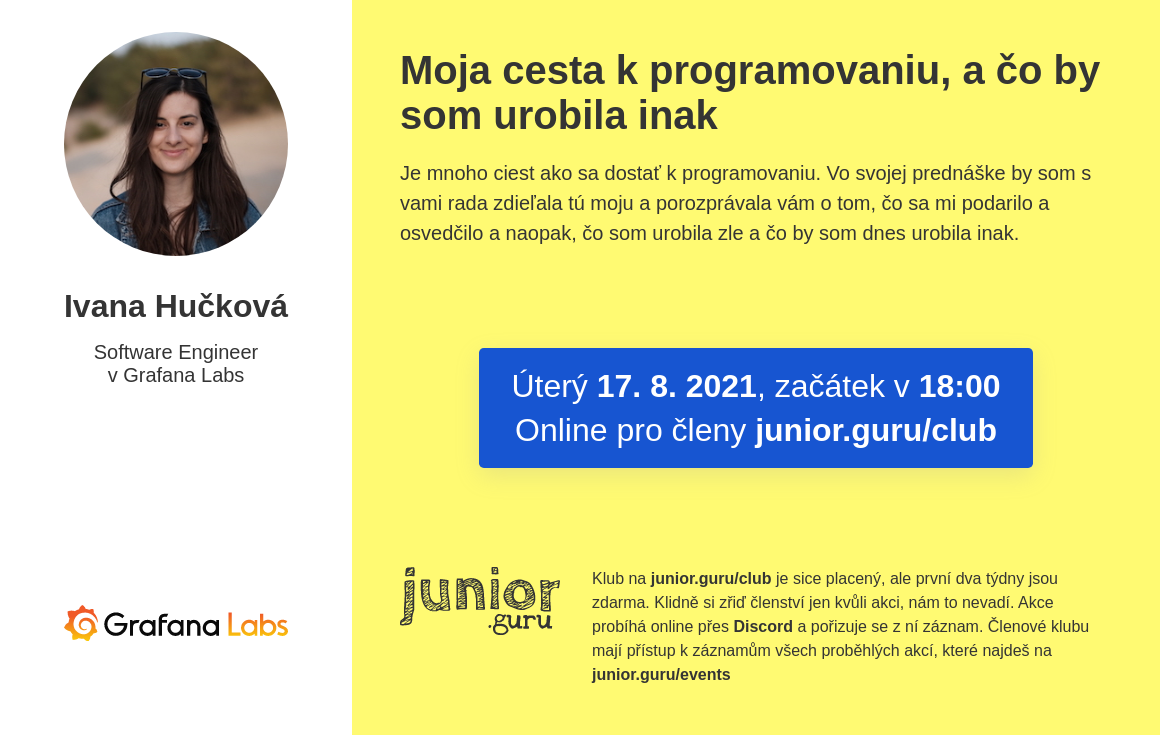 Ivana Hučková
Software Engineer
v Grafana Labs
Grafana Labs
Moja cesta k programovaniu, a čo by
som urobila inak
Je mnoho ciest ako sa dostať k programovaniu. Vo svojej prednáške by som s
vami rada zdieľala tú moju a porozprávala vám o tom, čo sa mi podarilo a
osvedčilo a naopak, čo som urobila zle a čo by som dnes urobila inak.
Úterý 17. 8. 2021, začátek v 18:00
Online pro členy junior.guru/club
junior
.guru
Klub na junior.guru/club je sice placený, ale první dva týdny jsou
zdarma. Klidně si zřiď členství jen kvůli akci, nám to nevadí. Akce
probíhá online přes Discord a pořizuje se z ní záznam. Členové klubu
mají přístup k záznamům všech proběhlých akcí, které najdeš na
junior.guru/events